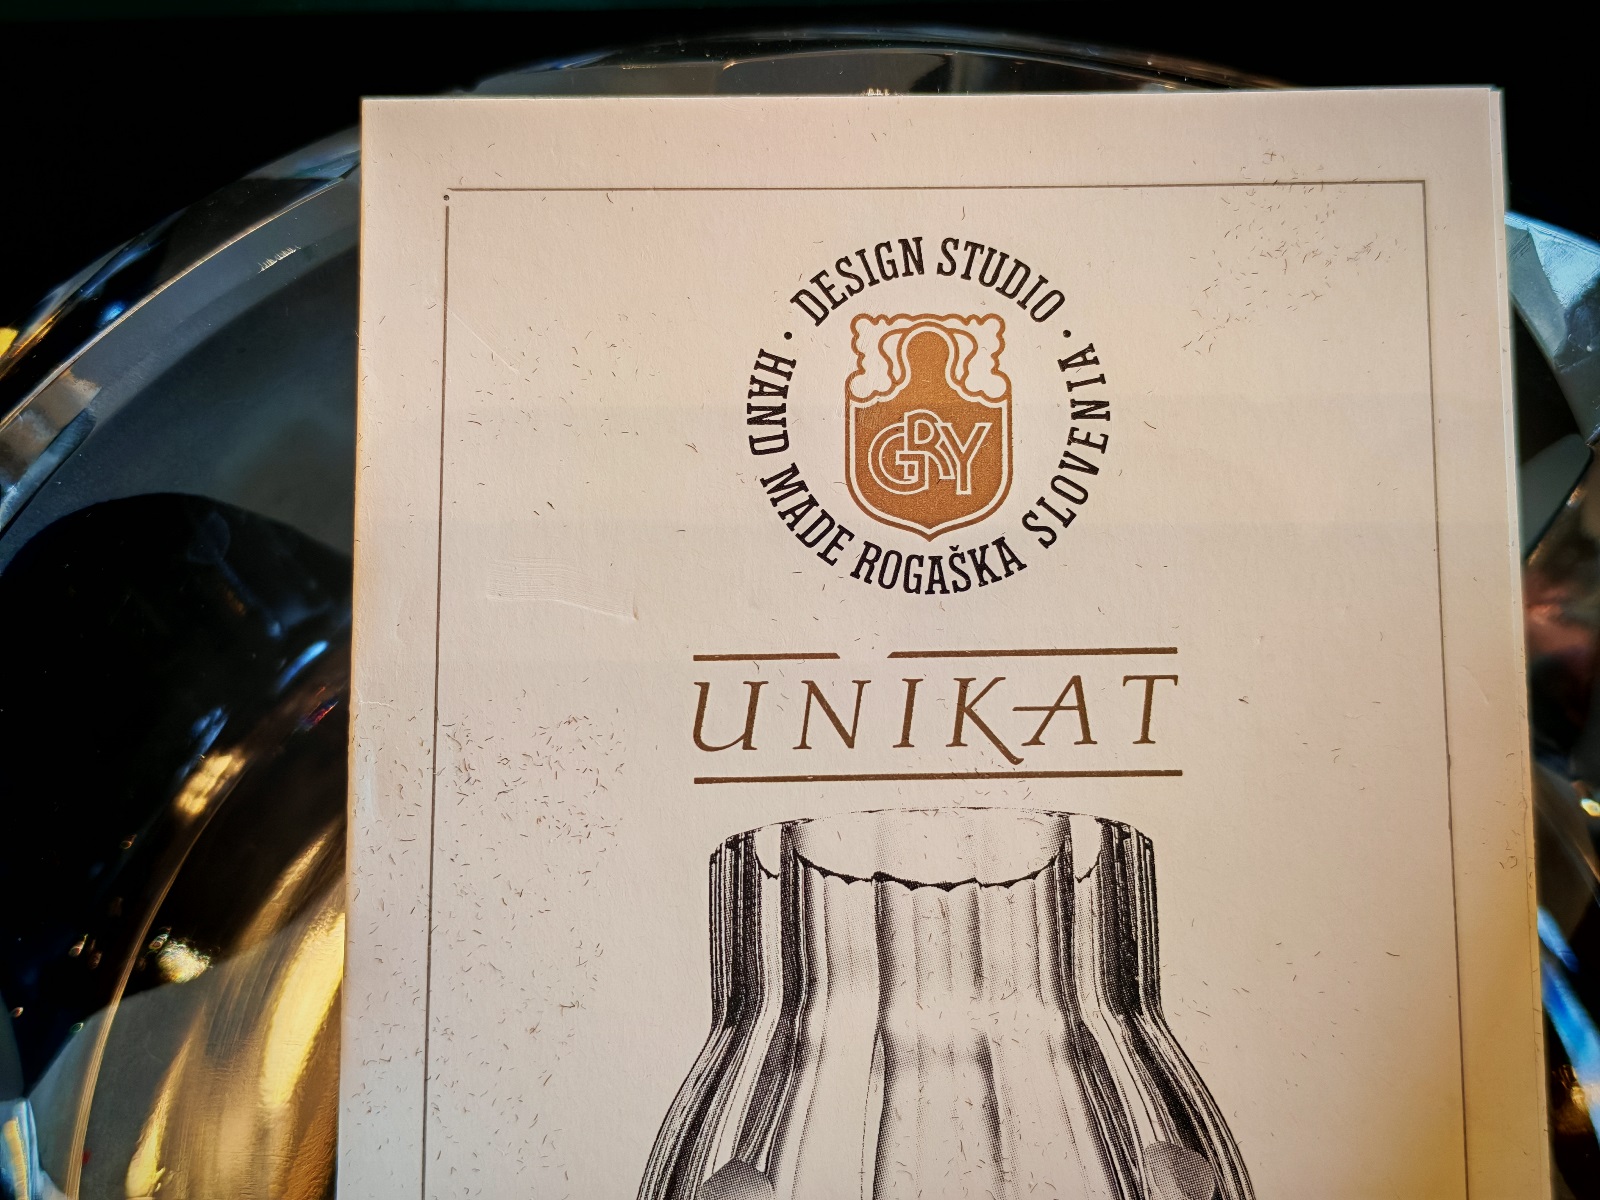 DESIGN STUDIO · HAND MADE ROGAŠKA SLOVENIA ·
GRY
UNIKAT